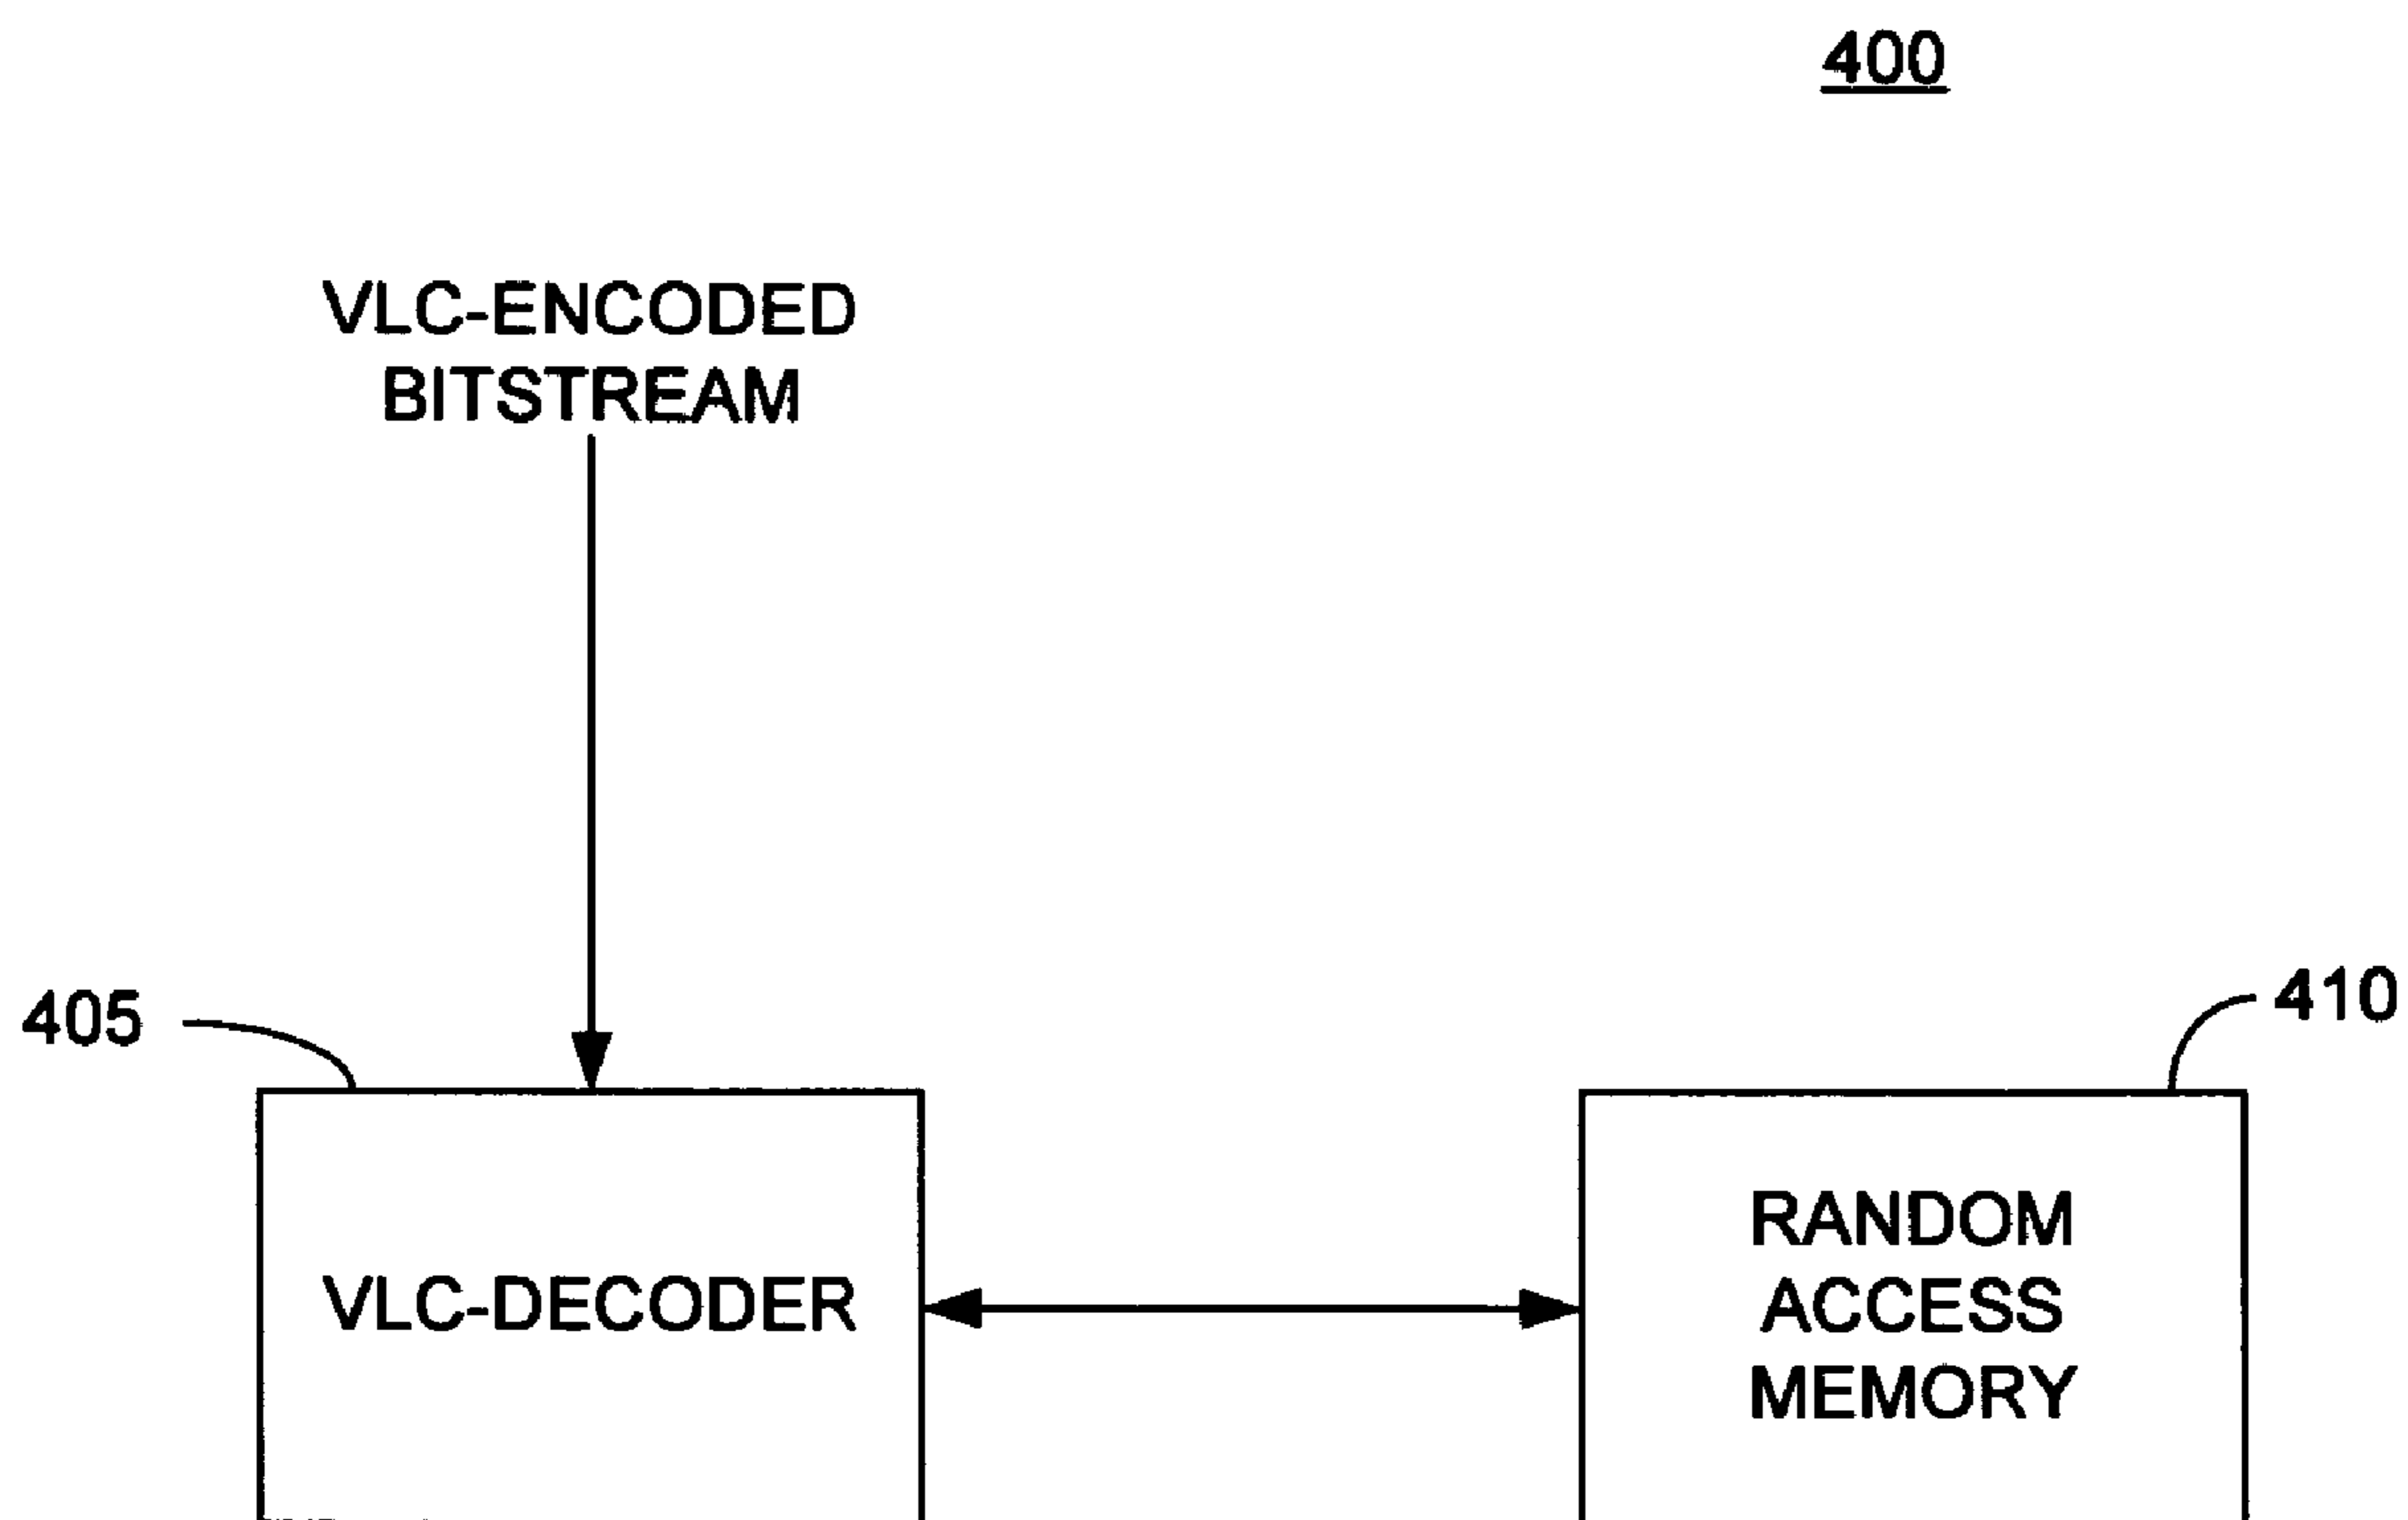 400
VLC-ENCODED
BITSTREAM
405
410
VLC-DECODER
RANDOM
ACCESS
MEMORY